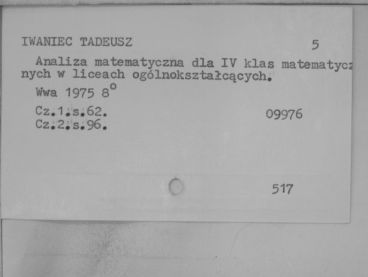 IWANIEC TADEUSZ 5
Analiza matematyczna dla IV klas matematycz
nych w liceach ogólnokształcących.
Wwa 1975 8°
Cz.1.s.62. 09976
Cz.2.s.96.
517